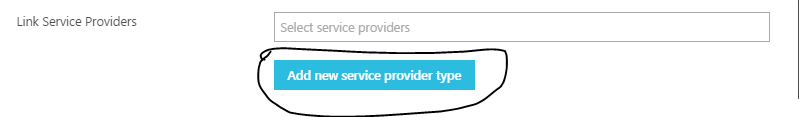 Link Service Providers
Select service providers
Add new service provider type